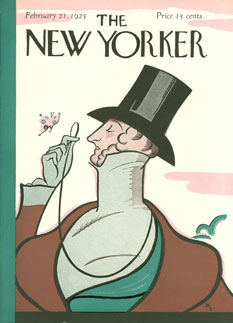 February 21, 1925 THE Price 15 cents
NEW YORKER